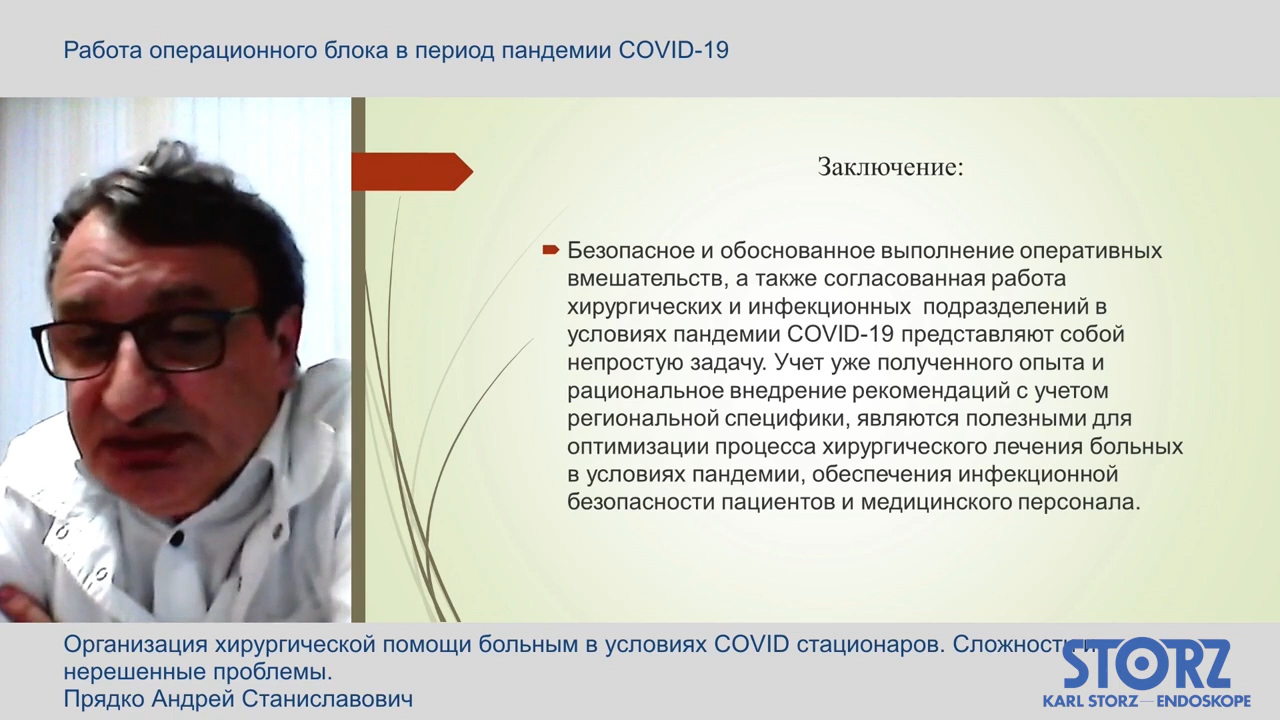 Работа операционного блока в период пандемии COVID-19
Заключение:
Безопасное и обоснованное выполнение оперативных
вмешательств, а также согласованная работа
хирургических и инфекционных подразделений в
условиях пандемии COVID-19 представляют собой
непростую задачу. Учет уже полученного опыта и
рациональное внедрение рекомендаций с учетом
региональной специфики, являются полезными для
оптимизации процесса хирургического лечения больных
в условиях пандемии, обеспечения инфекционной
безопасности пациентов и медицинского персонала.
Организация хирургической помощи больным в условиях COVID стационаров. Сложности и
нерешенные проблемы.
Прядко Андрей Станиславович
STORZ
KARL STORZ—ENDOSKOPE